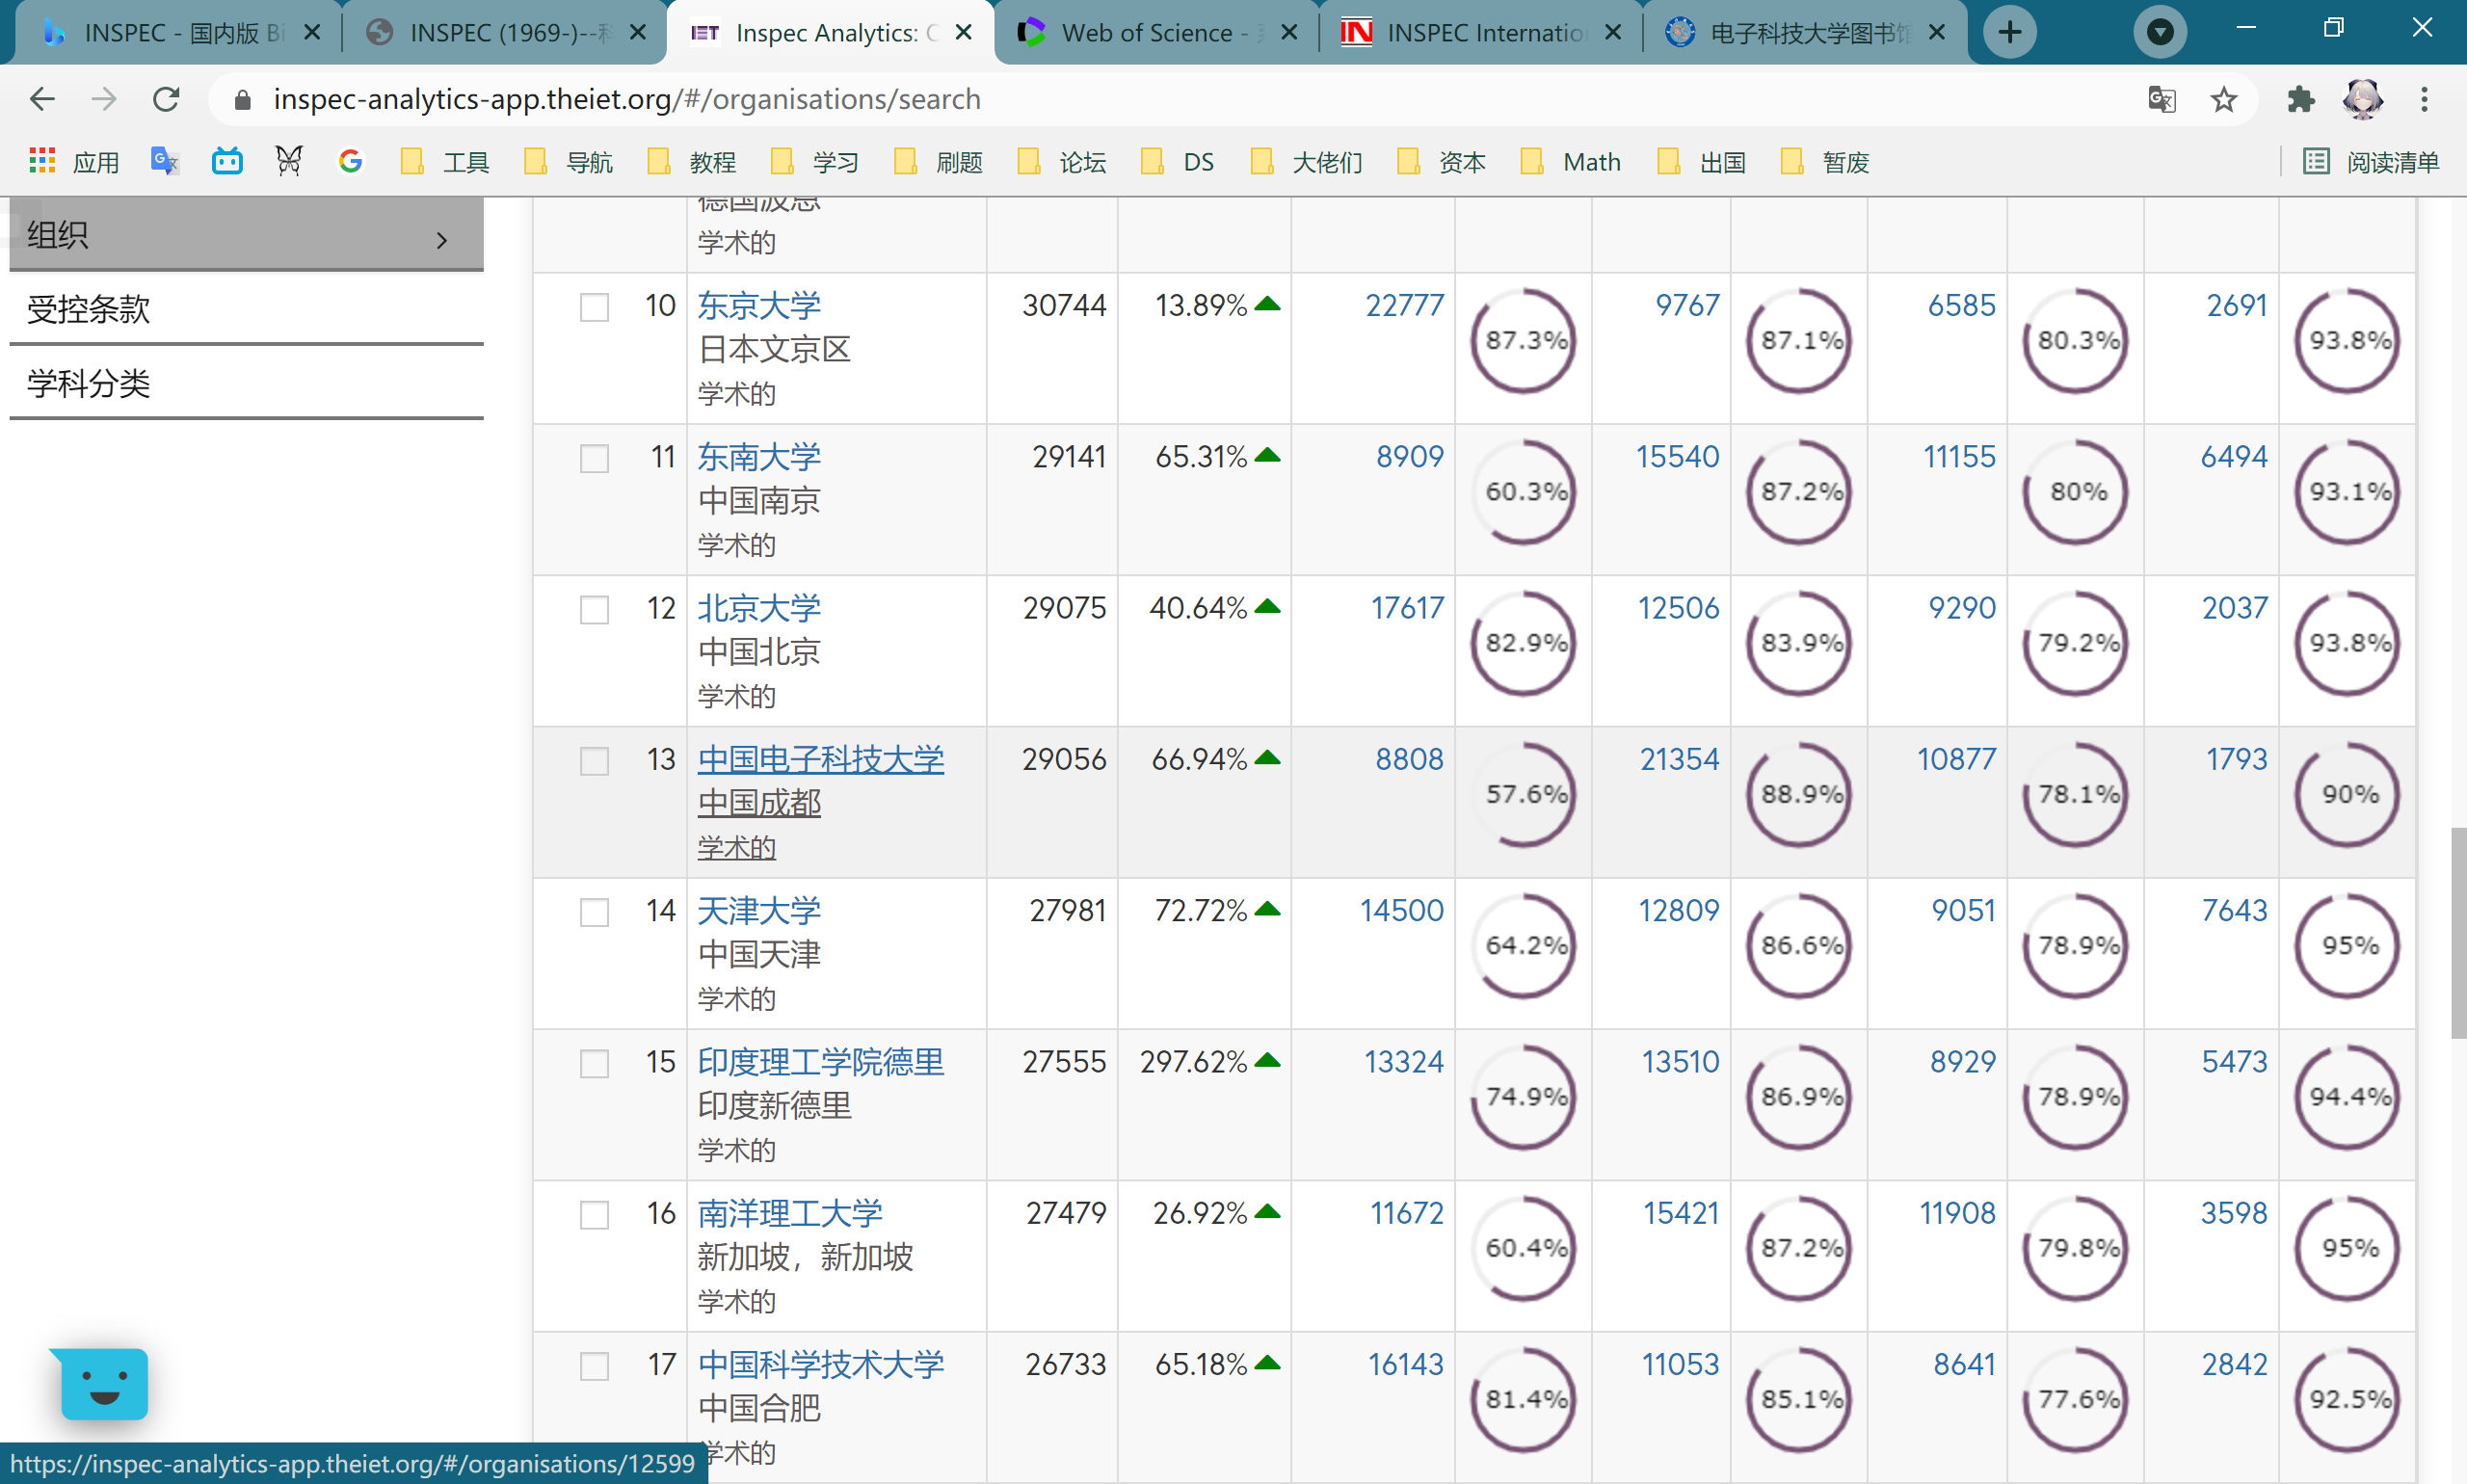 INSPEC - 国内版 Bi
INSPEC (1969-)--科
IET Inspec Analytics: C
Web of Science -
IN INSPEC Internatio
电子科技大学图书馆
inspec-analytics-app.theiet.org/#/organisations/search
应用 工具 导航 教程 学习 刷题 论坛 DS 大佬们 资本 Math 出国 暂废 阅读清单
组织
受控条款
学科分类
德国波恩
学术的
10 东京大学 30744 13.89% 22777 87.3% 9767 87.1% 6585 80.3% 2691 93.8%
日本文京区
学术的
11 东南大学 29141 65.31% 8909 60.3% 15540 87.2% 11155 80% 6494 93.1%
中国南京
学术的
12 北京大学 29075 40.64% 17617 82.9% 12506 83.9% 9290 79.2% 2037 93.8%
中国北京
学术的
13 中国电子科技大学 29056 66.94% 8808 57.6% 21354 88.9% 10877 78.1% 1793 90%
中国成都
学术的
14 天津大学 27981 72.72% 14500 64.2% 12809 86.6% 9051 78.9% 7643 95%
中国天津
学术的
15 印度理工学院德里 27555 297.62% 13324 74.9% 13510 86.9% 8929 78.9% 5473 94.4%
印度新德里
学术的
16 南洋理工大学 27479 26.92% 11672 60.4% 15421 87.2% 11908 79.8% 3598 95%
新加坡，新加坡
学术的
17 中国科学技术大学 26733 65.18% 16143 81.4% 11053 85.1% 8641 77.6% 2842 92.5%
中国合肥
学术的
https://inspec-analytics-app.theiet.org/#/organisations/12599